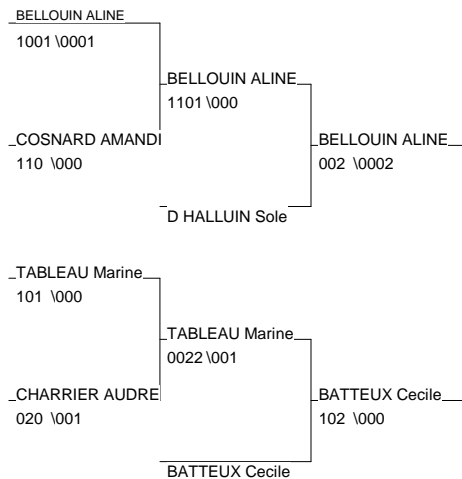 BELLOUIN ALINE
1001 \0001
BELLOUIN ALINE
1101 \000
COSNARD AMANDI
110 \000
BELLOUIN ALINE
002 \0002
D HALLUIN Sole
TABLEAU Marine
101 \000
TABLEAU Marine
0022 \001
CHARRIER AUDRE
020 \001
BATTEUX Cecile
102 \000
BATTEUX Cecile